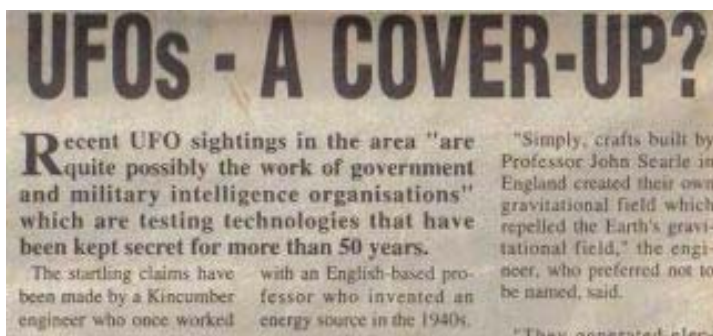 UFOs - A COVER-UP?
Recent UFO sightings in the area "are
quite possibly the work of government
and military intelligence organisations"
which are testing technologies that have
been kept secret for more than 50 years.
The startling claims have
been made by a Kincumber
engineer who once worked
with an English-based pro-
fessor who invented an
energy source in the 1940s.
"Simply, crafts built by
Professor John Searle in
England created their own
gravitational field which
repelled the Earth's gravi-
tational field," the engi-
neer, who preferred not to
be named, said.
"They generated